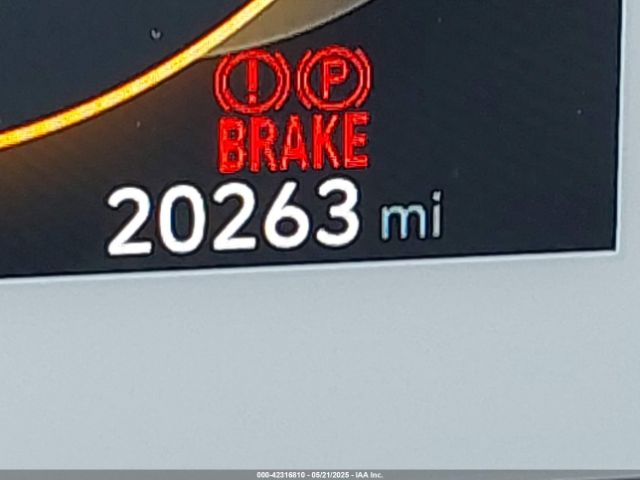 ! P
BRAKE
20263 mi
000-42316810 - 05/21/2025 - IAA Inc.